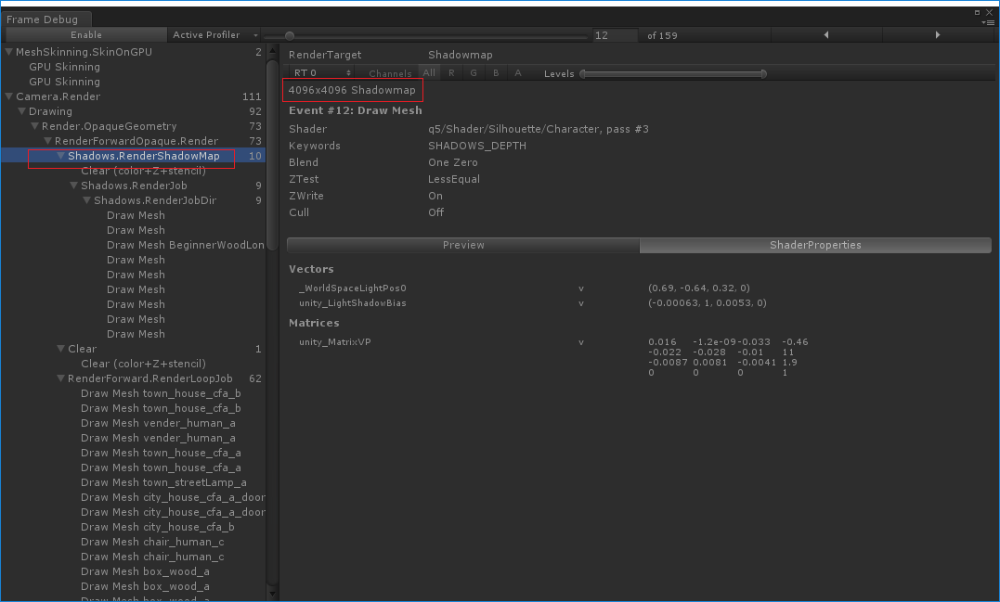 Frame Debug
Enable Active Profiler 12 of 159
MeshSkinning.SkinOnGPU 2
GPU Skinning
GPU Skinning
Camera.Render 111
Drawing 92
Render.OpaqueGeometry 73
RenderForwardOpaque.Render 73
Shadows.RenderShadowMap 10
Clear (color+Z+stencil)
Shadows.RenderJob 9
Shadows.RenderJobDir 9
Draw Mesh
Draw Mesh
Draw Mesh BeginnerWoodLon
Draw Mesh
Draw Mesh
Draw Mesh
Draw Mesh
Draw Mesh
Draw Mesh
Clear 1
Clear (color+Z+stencil)
RenderForward.RenderLoopJob 62
Draw Mesh town_house_cfa_b
Draw Mesh town_house_cfa_b
Draw Mesh vender_human_a
Draw Mesh vender_human_a
Draw Mesh town_house_cfa_a
Draw Mesh town_house_cfa_a
Draw Mesh town_streetLamp_a
Draw Mesh city_house_cfa_a_door
Draw Mesh city_house_cfa_a_door
Draw Mesh city_house_cfa_b
Draw Mesh chair_human_c
Draw Mesh chair_human_c
Draw Mesh box_wood_a
Draw Mesh box_wood_a
Draw Mesh box_wood_a
RenderTarget Shadowmap
RT 0 Channels All R G B A Levels
4096x4096 Shadowmap
Event #12: Draw Mesh
Shader q5/Shader/Silhouette/Character, pass #3
Keywords SHADOWS_DEPTH
Blend One Zero
ZTest LessEqual
ZWrite On
Cull Off
Preview ShaderProperties
Vectors
_WorldSpaceLightPos0 v (0.69, -0.64, 0.32, 0)
unity_LightShadowBias v (-0.00063, 1, 0.0053, 0)
Matrices
unity_MatrixVP v 0.016 -1.2e-09 -0.033 -0.46
-0.022 -0.028 -0.01 11
-0.0087 0.0081 -0.0041 1.9
0 0 0 1